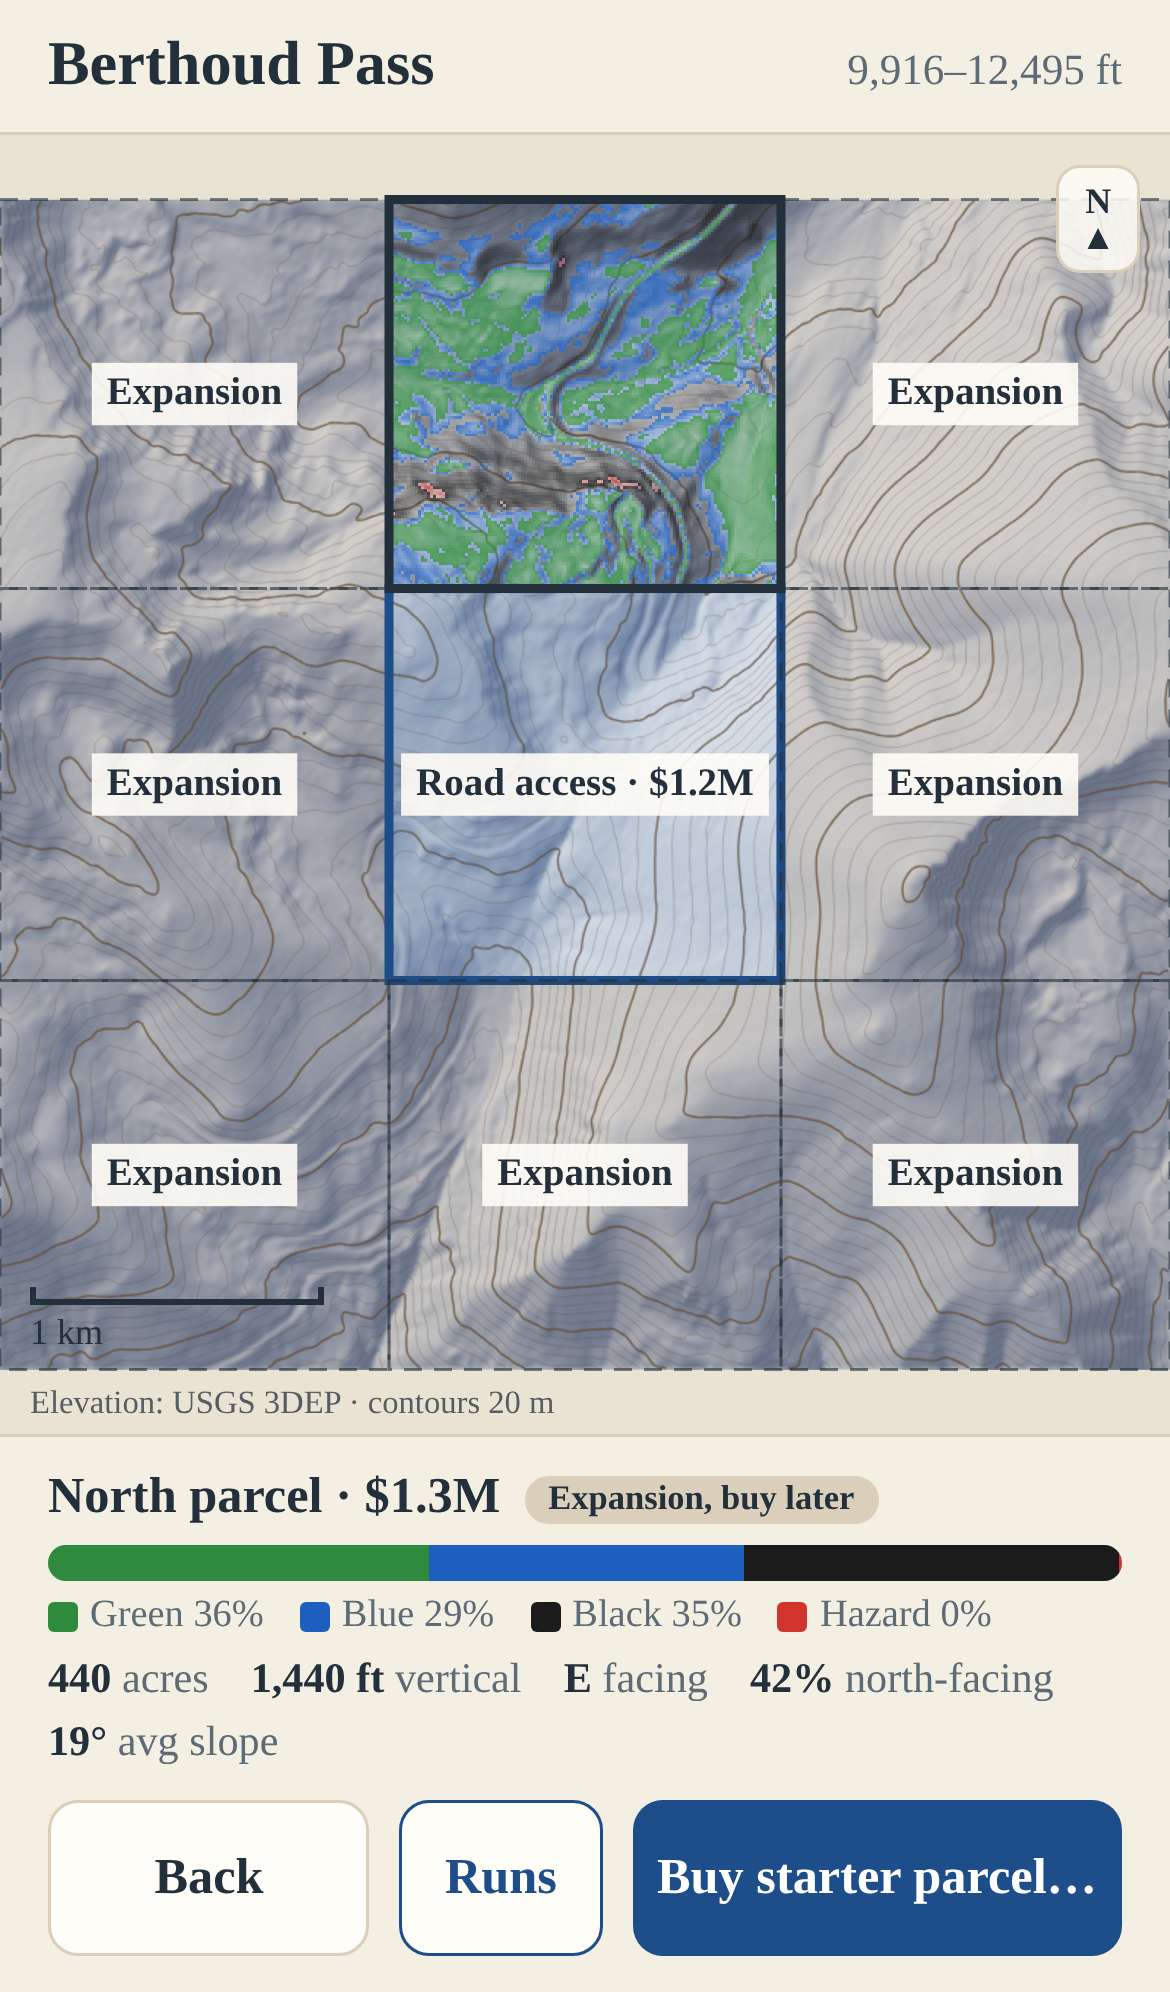 Berthoud Pass
9,916–12,495 ft
N
Expansion
Expansion
Expansion
Road access · $1.2M
Expansion
Expansion
Expansion
Expansion
1 km
Elevation: USGS 3DEP · contours 20 m
North parcel · $1.3M
Expansion, buy later
Green 36% Blue 29% Black 35% Hazard 0%
440 acres 1,440 ft vertical E facing 42% north-facing
19° avg slope
Back
Runs
Buy starter parcel…